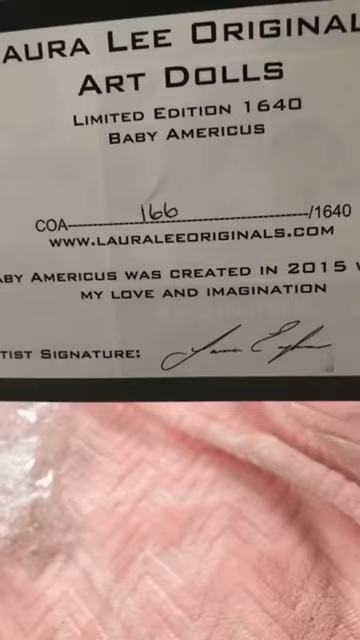 AURA LEE ORIGINAL
ART DOLLS
LIMITED EDITION 1640
BABY AMERICUS
COA 166 /1640
WWW.LAURALEEORIGINALS.COM
ABY AMERICUS WAS CREATED IN 2015 W
MY LOVE AND IMAGINATION
TIST SIGNATURE: